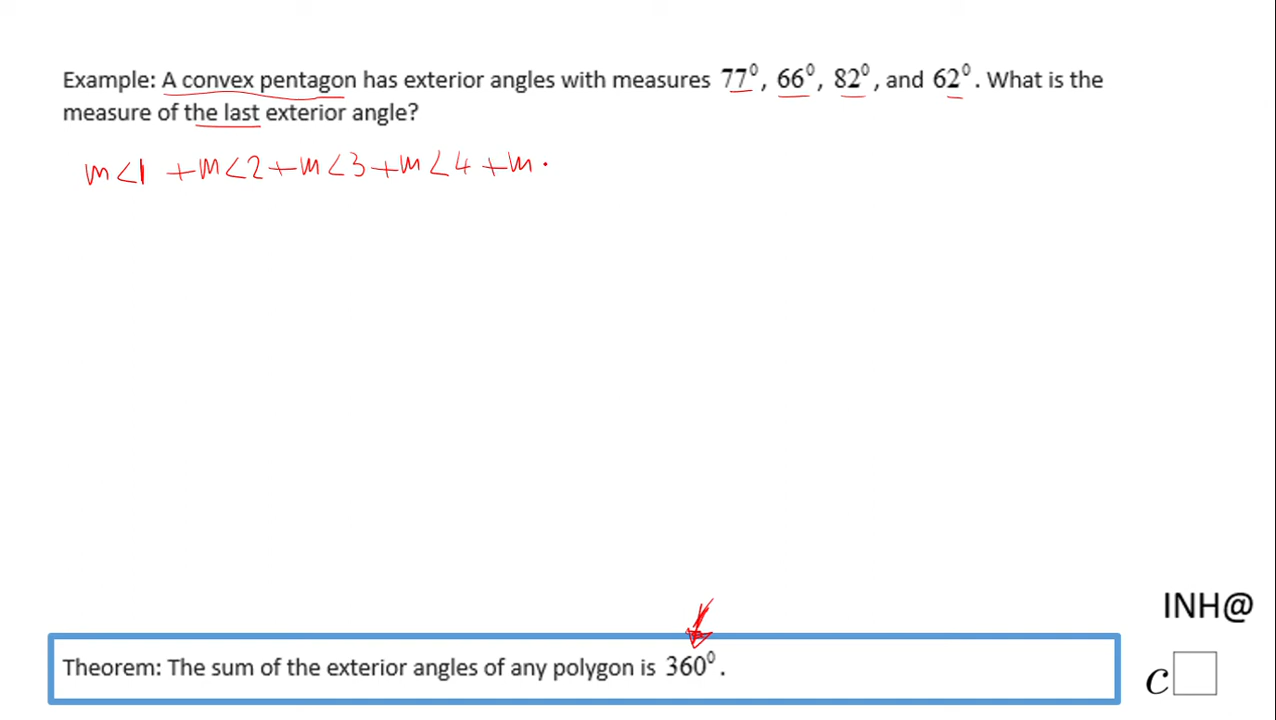 Example: A convex pentagon has exterior angles with measures 77⁰, 66⁰, 82⁰, and 62⁰. What is the
measure of the last exterior angle?
m<1 +m<2+m<3+m<4+m
INH@
Theorem: The sum of the exterior angles of any polygon is 360⁰.
c